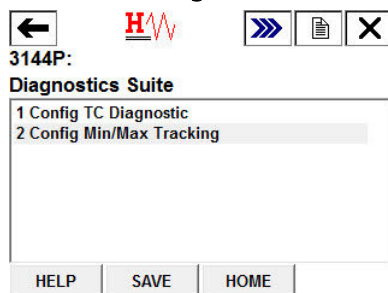 H
3144P:
Diagnostics Suite
1 Config TC Diagnostic
2 Config Min/Max Tracking
HELP SAVE HOME